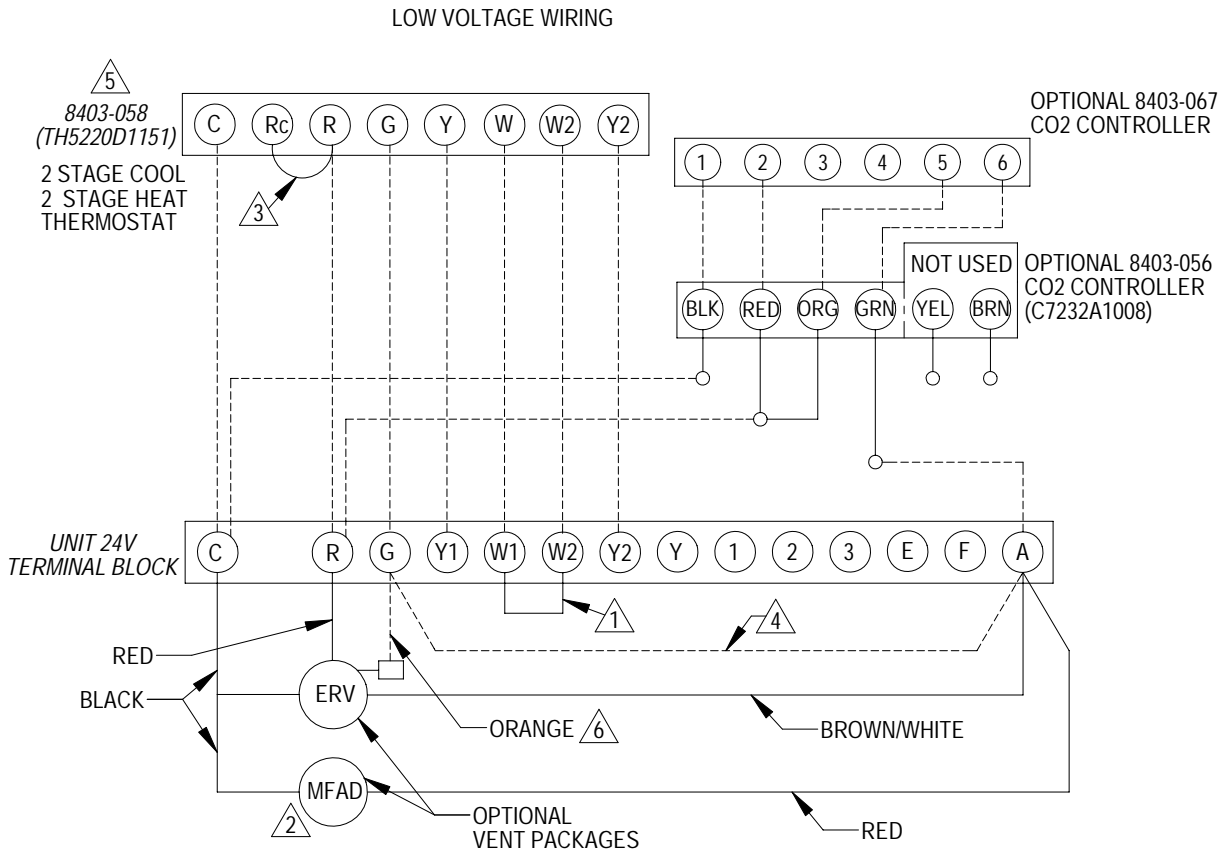 LOW VOLTAGE WIRING
5
8403-058
(TH5220D1151)
2 STAGE COOL
2 STAGE HEAT
THERMOSTAT
C Rc R G Y W W2 Y2
3
OPTIONAL 8403-067
CO2 CONTROLLER
1 2 3 4 5 6
NOT USED
OPTIONAL 8403-056
CO2 CONTROLLER
(C7232A1008)
BLK RED ORG GRN YEL BRN
UNIT 24V
TERMINAL BLOCK
C R G Y1 W1 W2 Y2 Y 1 2 3 E F A
1
4
RED
BLACK
ERV
ORANGE 6
BROWN/WHITE
MFAD
2
OPTIONAL
VENT PACKAGES
RED